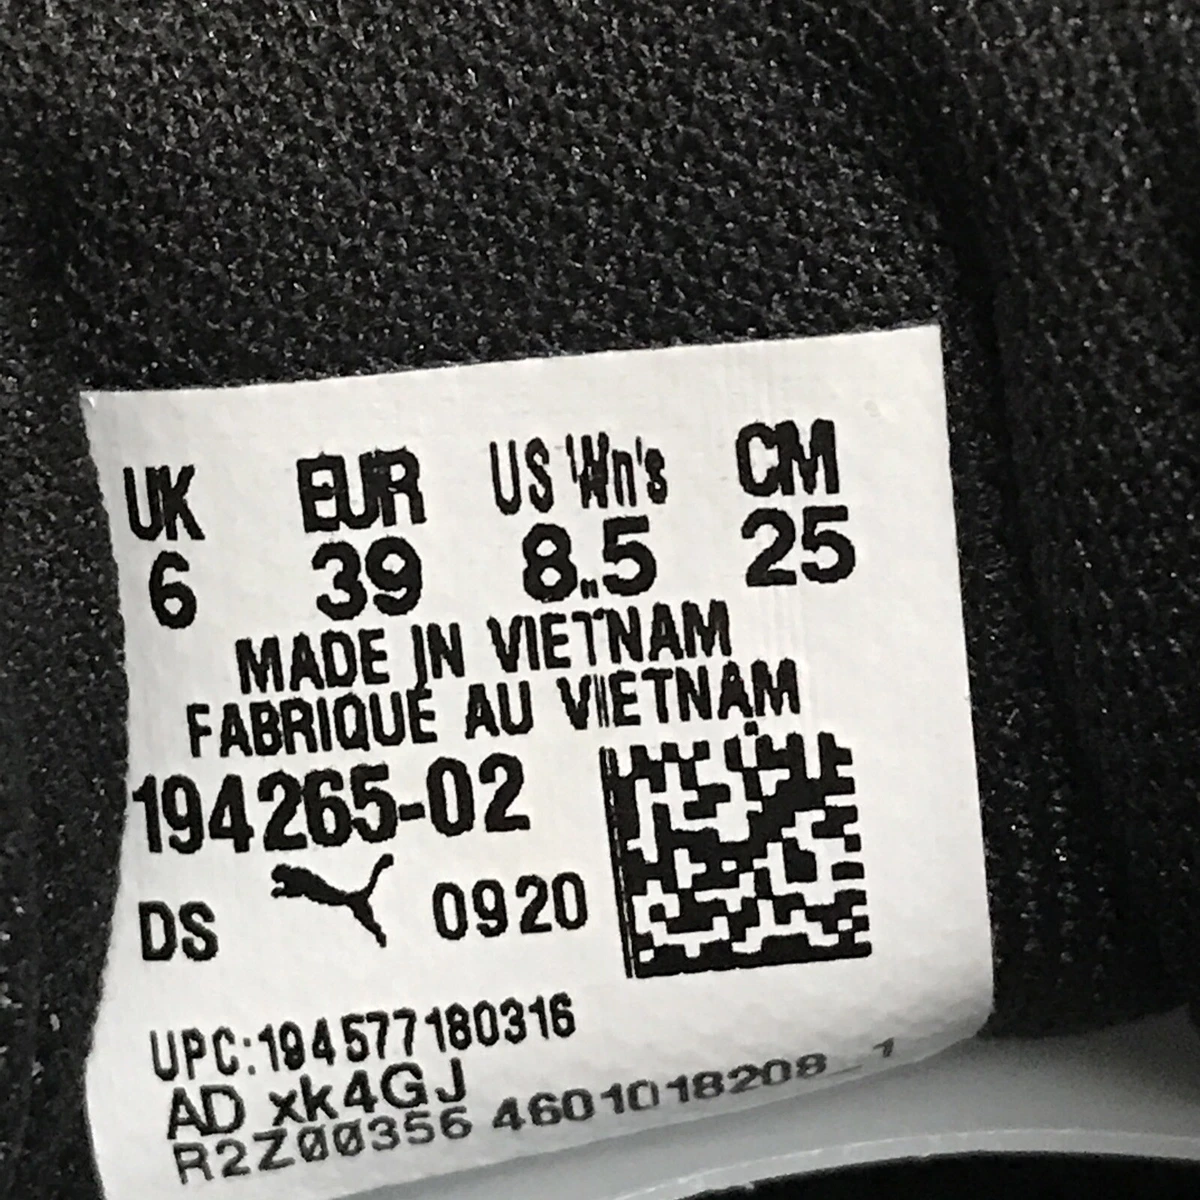 UK EUR US Wn's CM
6 39 8.5 25
MADE IN VIETNAM
FABRIQUÉ AU VIETNAM
194265-02
DS 0920
UPC:194577180316
AD xk4GJ
R2Z00356 4601018208_1